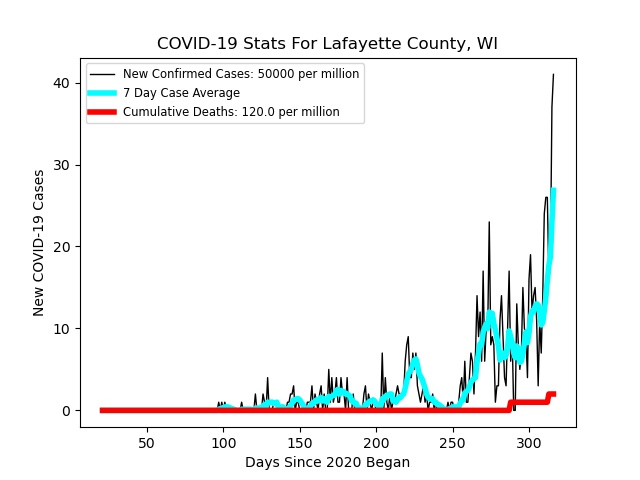 COVID-19 Stats For Lafayette County, WI
New Confirmed Cases: 50000 per million
7 Day Case Average
Cumulative Deaths: 120.0 per million
40
30
20
10
0
New COVID-19 Cases
50 100 150 200 250 300
Days Since 2020 Began